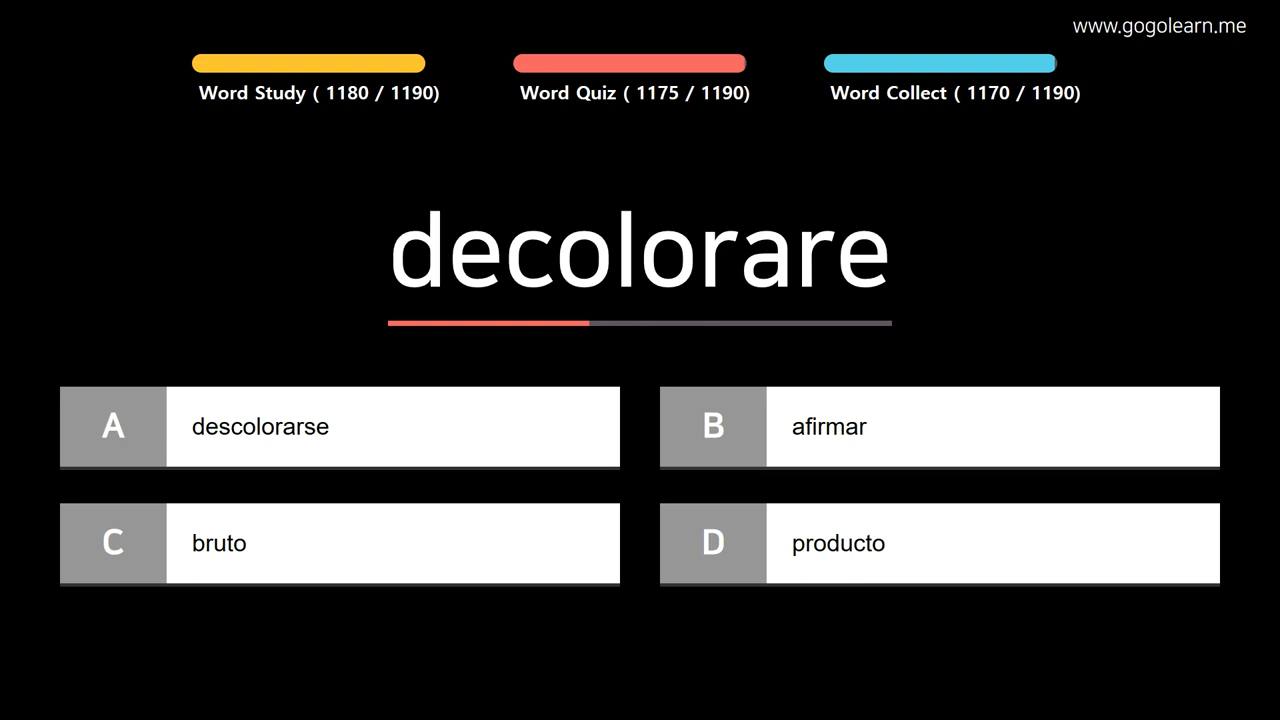 www.gogolearn.me
Word Study ( 1180 / 1190)
Word Quiz ( 1175 / 1190)
Word Collect ( 1170 / 1190)
decolorare
A descolorarse
B afirmar
C bruto
D producto